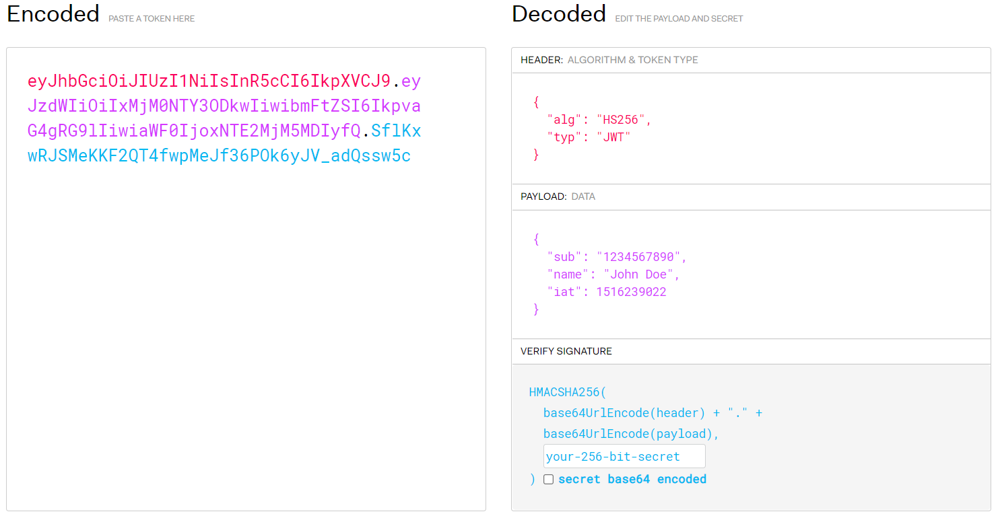 Encoded PASTE A TOKEN HERE
eyJhbGciOiJIUzI1NiIsInR5cCI6IkpXVCJ9.ey
JzdWIiOiIxMjM0NTY3ODkwIiwibmFtZSI6Ikpva
G4gRG9lIiwiaWF0IjoxNTE2MjM5MDIyfQ.SflKx
wRJSMeKKF2QT4fwpMeJf36POk6yJV_adQssw5c
Decoded EDIT THE PAYLOAD AND SECRET
HEADER: ALGORITHM & TOKEN TYPE
{
"alg": "HS256",
"typ": "JWT"
}
PAYLOAD: DATA
{
"sub": "1234567890",
"name": "John Doe",
"iat": 1516239022
}
VERIFY SIGNATURE
HMACSHA256(
base64UrlEncode(header) + "." +
base64UrlEncode(payload),
your-256-bit-secret
) secret base64 encoded